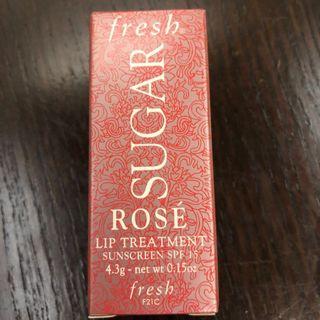 fresh
SUGAR
ROSÉ
LIP TREATMENT
SUNSCREEN SPF 15
4.3g - net wt 0.15oz
fresh
F21C